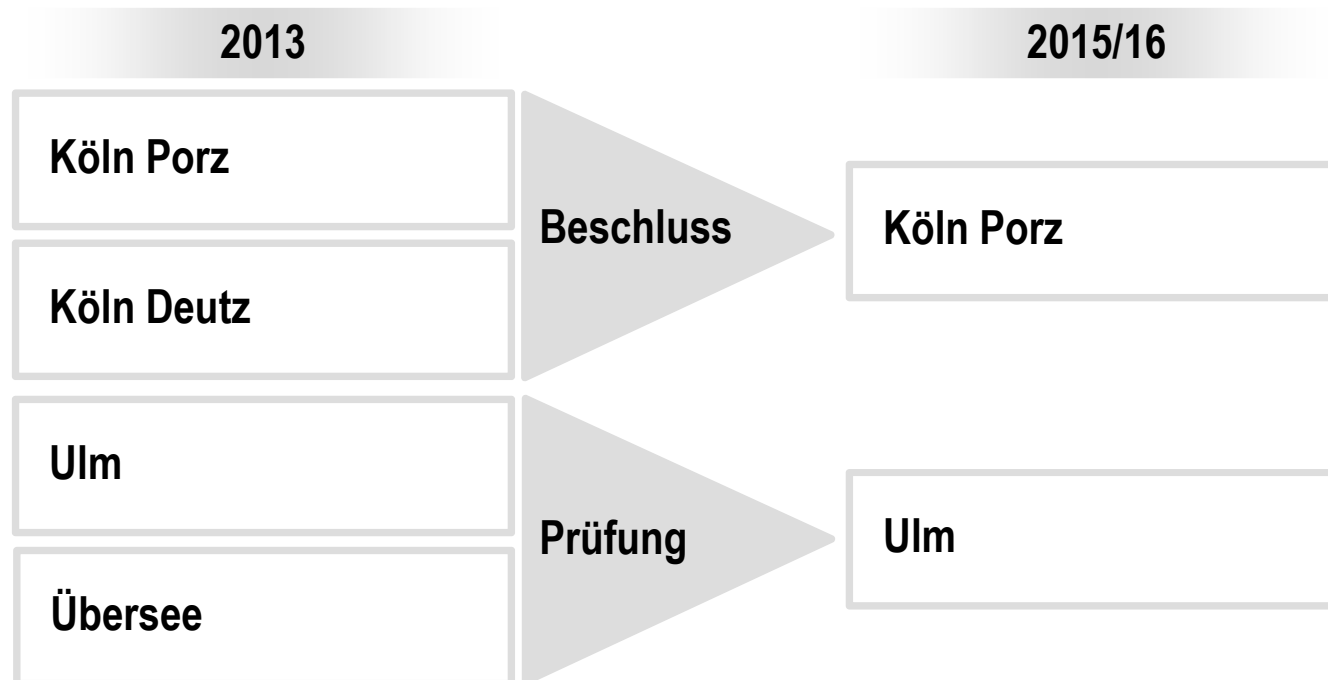 2013
2015/16
Köln Porz
Köln Deutz
Beschluss
Köln Porz
Ulm
Übersee
Prüfung
Ulm